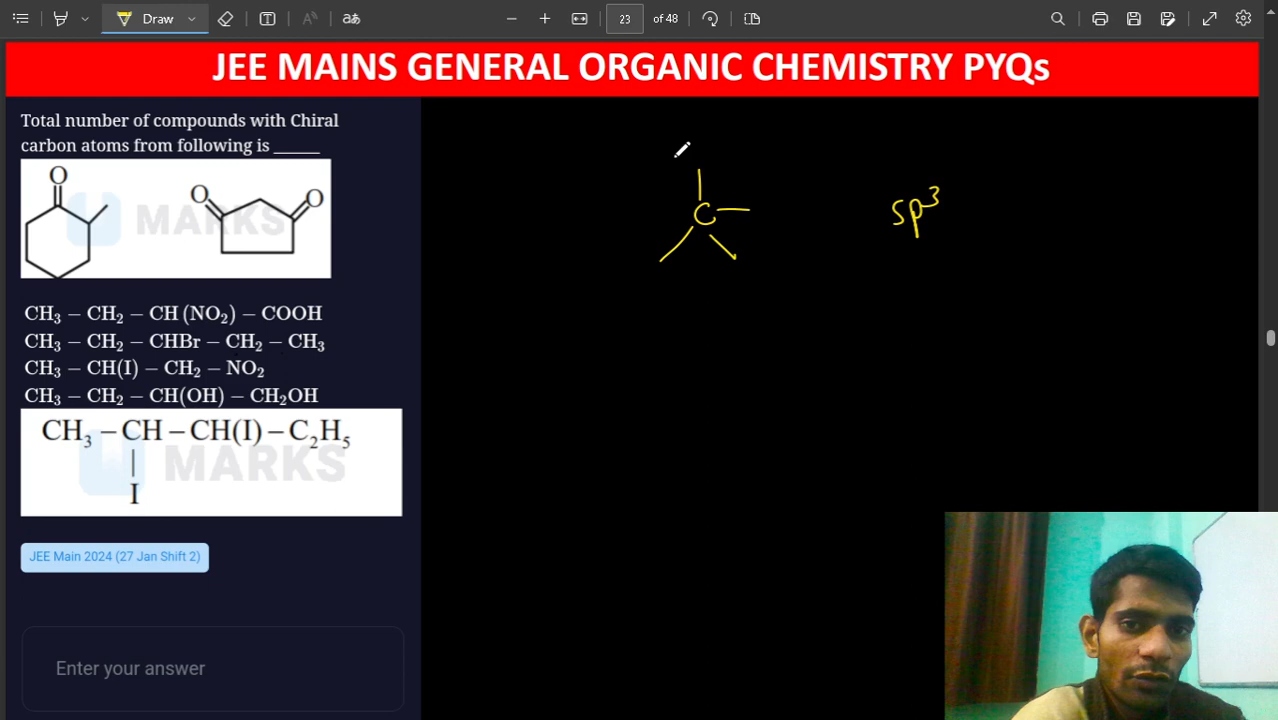 Draw
A
aあ
23
of 48
JEE MAINS GENERAL ORGANIC CHEMISTRY PYQs
Total number of compounds with Chiral
carbon atoms from following is ______
O
O
O
MARKS
CH₃ − CH₂ − CH (NO₂) − COOH
CH₃ − CH₂ − CHBr − CH₂ − CH₃
CH₃ − CH(I) − CH₂ − NO₂
CH₃ − CH₂ − CH(OH) − CH₂OH
CH₃ − CH − CH(I) − C₂H₅
I
MARKS
JEE Main 2024 (27 Jan Shift 2)
Enter your answer
C
sp³